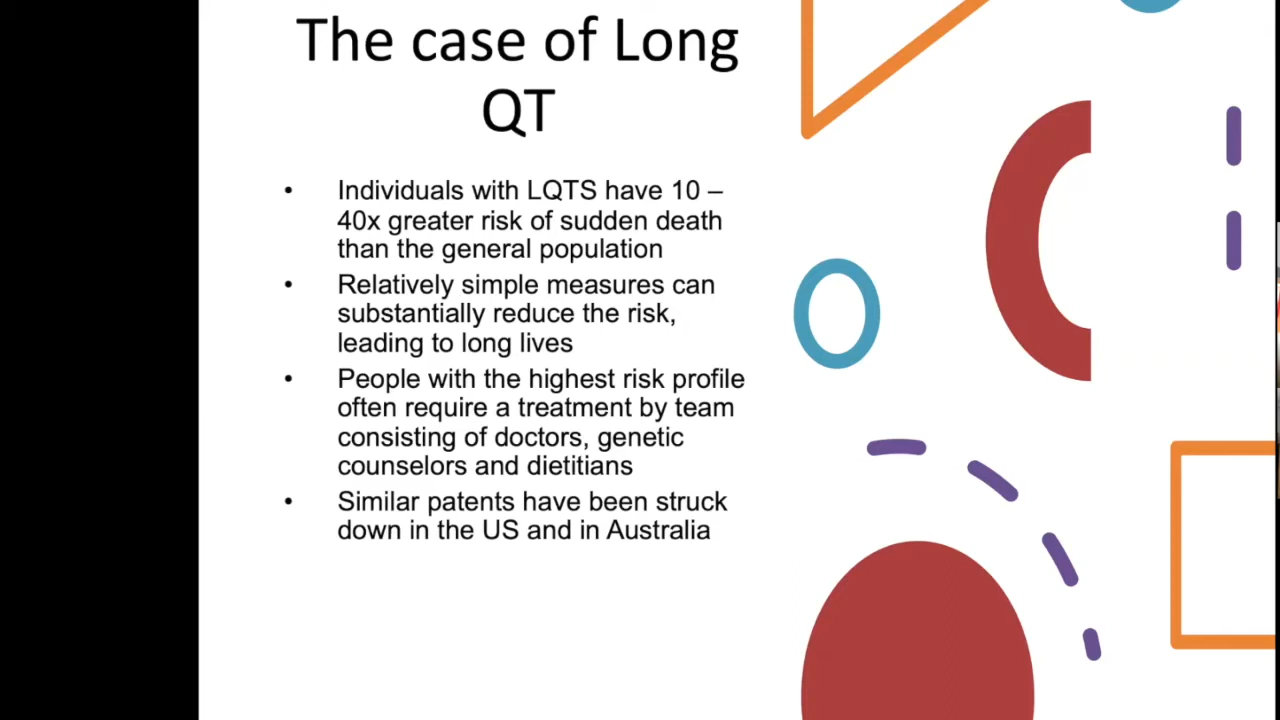 The case of Long
QT
• Individuals with LQTS have 10 –
40x greater risk of sudden death
than the general population
• Relatively simple measures can
substantially reduce the risk,
leading to long lives
• People with the highest risk profile
often require a treatment by team
consisting of doctors, genetic
counselors and dietitians
• Similar patents have been struck
down in the US and in Australia